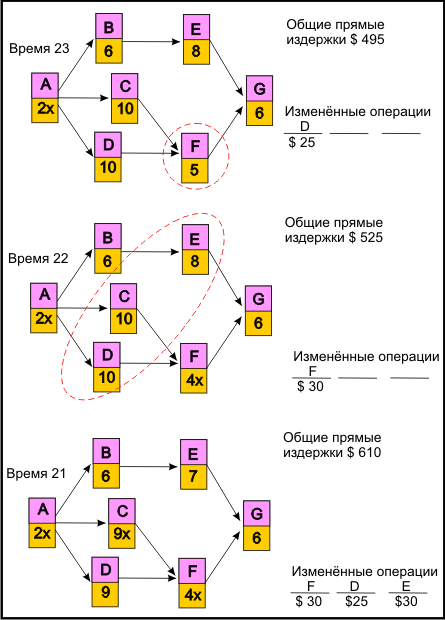 Время 23
Общие прямые
издержки $ 495
B
6
E
8
A
2x
C
10
G
6
D
10
F
5
Изменённые операции
D
$ 25
Время 22
Общие прямые
издержки $ 525
B
6
E
8
A
2x
C
10
G
6
D
10
F
4x
Изменённые операции
F
$ 30
Время 21
Общие прямые
издержки $ 610
B
6
E
7
A
2x
C
9x
G
6
D
9
F
4x
Изменённые операции
F D E
$ 30 $25 $30